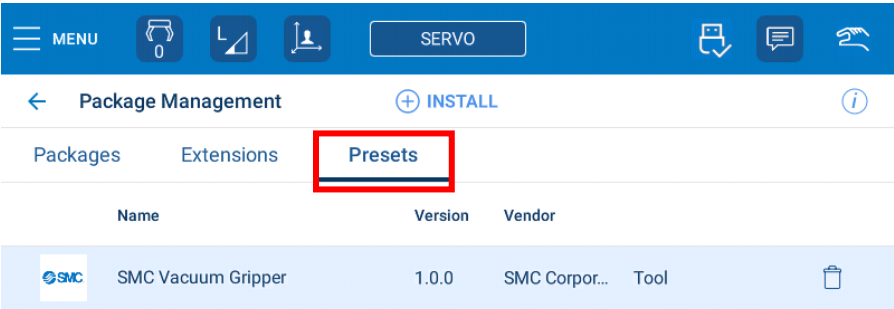 MENU 0 L SERVO
Package Management INSTALL i
Packages Extensions Presets
Name Version Vendor
SMC SMC Vacuum Gripper 1.0.0 SMC Corpor... Tool